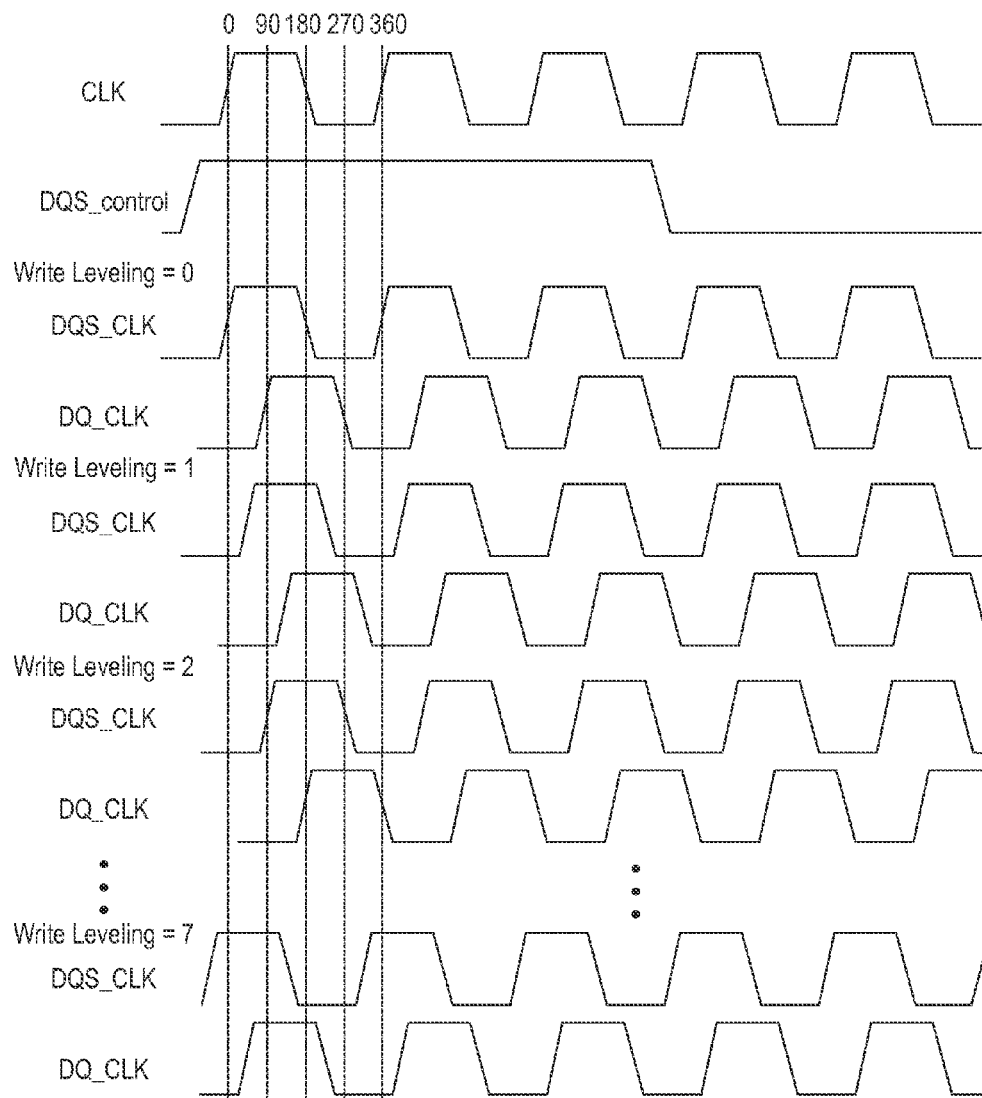 0 90 180 270 360
CLK
DQS_control
Write Leveling = 0
DQS_CLK
DQ_CLK
Write Leveling = 1
DQS_CLK
DQ_CLK
Write Leveling = 2
DQS_CLK
DQ_CLK
Write Leveling = 7
DQS_CLK
DQ_CLK